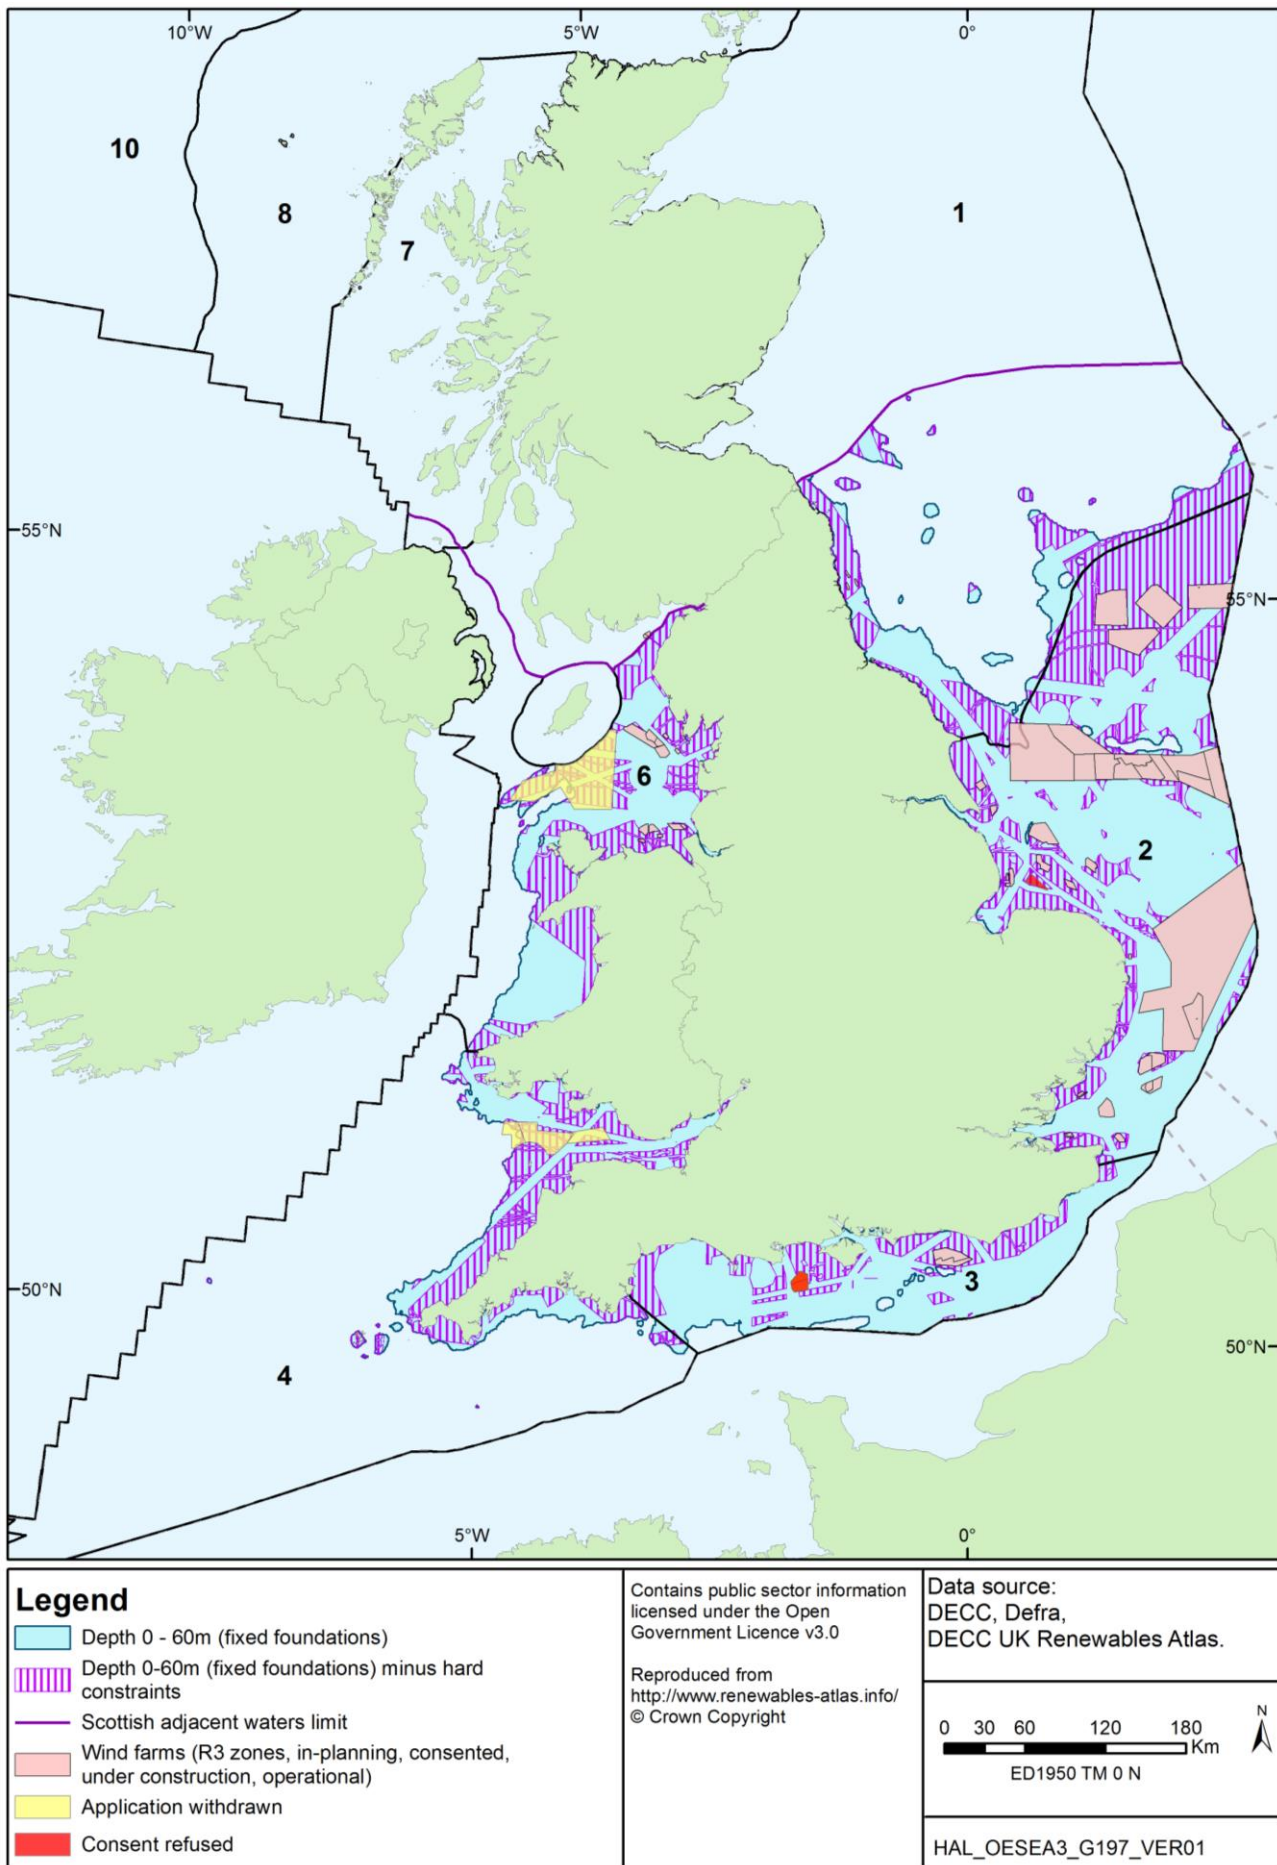 10°W
5°W
0°
10
8
7
1
55°N
55°N
6
2
3
50°N
4
50°N
5°W
0°
Legend
Depth 0 - 60m (fixed foundations)
Depth 0-60m (fixed foundations) minus hard
constraints
Scottish adjacent waters limit
Wind farms (R3 zones, in-planning, consented,
under construction, operational)
Application withdrawn
Consent refused
Contains public sector information
licensed under the Open
Government Licence v3.0
Reproduced from
http://www.renewables-atlas.info/
© Crown Copyright
Data source:
DECC, Defra,
DECC UK Renewables Atlas.
N
0 30 60 120 180
Km
ED1950 TM 0 N
HAL_OESEA3_G197_VER01